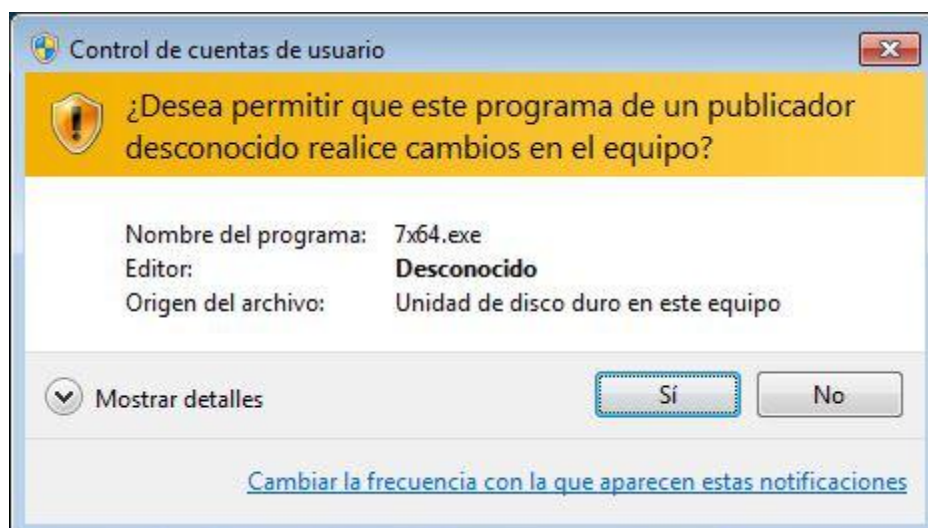 Control de cuentas de usuario
¿Desea permitir que este programa de un publicador
desconocido realice cambios en el equipo?
Nombre del programa: 7x64.exe
Editor: Desconocido
Origen del archivo: Unidad de disco duro en este equipo
Mostrar detalles Sí No
Cambiar la frecuencia con la que aparecen estas notificaciones